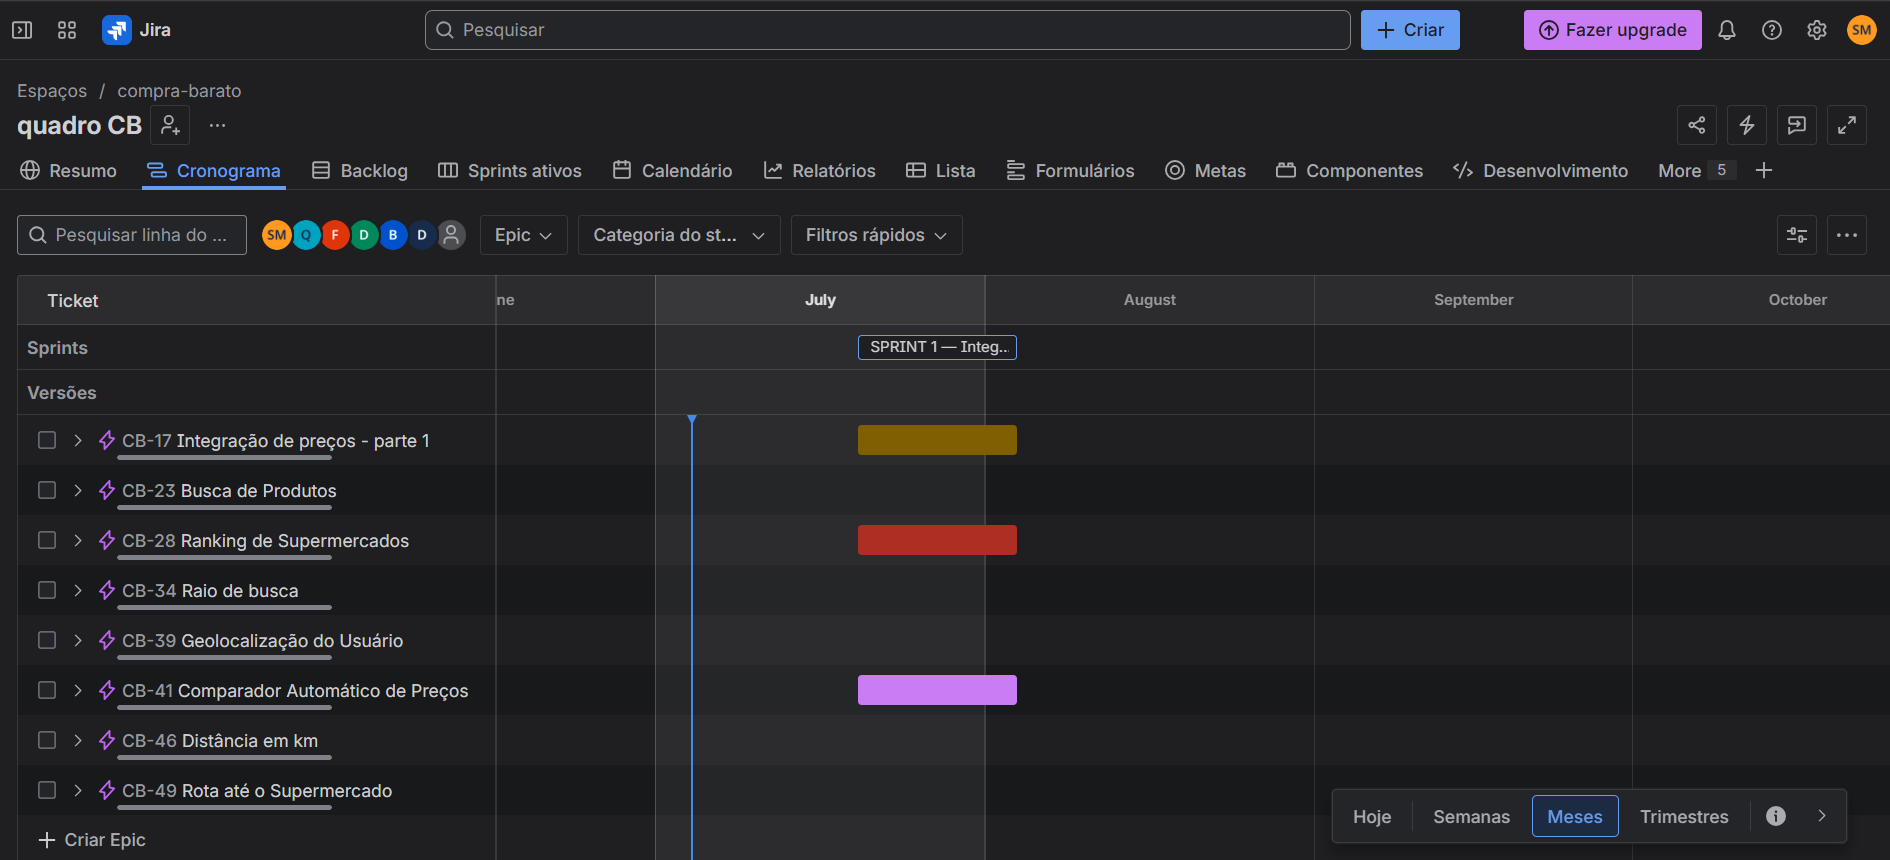 Jira
Pesquisar
Criar
Fazer upgrade
SM
Espaços / compra-barato
quadro CB
Resumo
Cronograma
Backlog
Sprints ativos
Calendário
Relatórios
Lista
Formulários
Metas
Componentes
Desenvolvimento
More 5
Pesquisar linha do ...
SM Q F D B D
Epic
Categoria do st...
Filtros rápidos
Ticket
ne
July
August
September
October
Sprints
SPRINT 1 — Integ...
Versões
CB-17 Integração de preços - parte 1
CB-23 Busca de Produtos
CB-28 Ranking de Supermercados
CB-34 Raio de busca
CB-39 Geolocalização do Usuário
CB-41 Comparador Automático de Preços
CB-46 Distância em km
CB-49 Rota até o Supermercado
Criar Epic
Hoje
Semanas
Meses
Trimestres